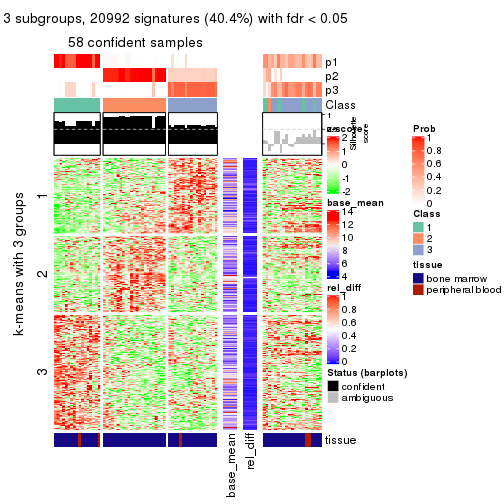 3 subgroups, 20992 signatures (40.4%) with fdr < 0.05
58 confident samples
p1
p2
p3
Class
1
Silhouette
score
z-score
2
1
0
-1
-2
base_mean
14
12
10
8
6
4
rel_diff
1
0.8
0.6
0.4
0.2
0
Status (barplots)
confident
ambiguous
Prob
1
0.8
0.6
0.4
0.2
0
Class
1
2
3
tissue
bone marrow
peripheral blood
k-means with 3 groups
1
2
3
tissue
base_mean
rel_diff